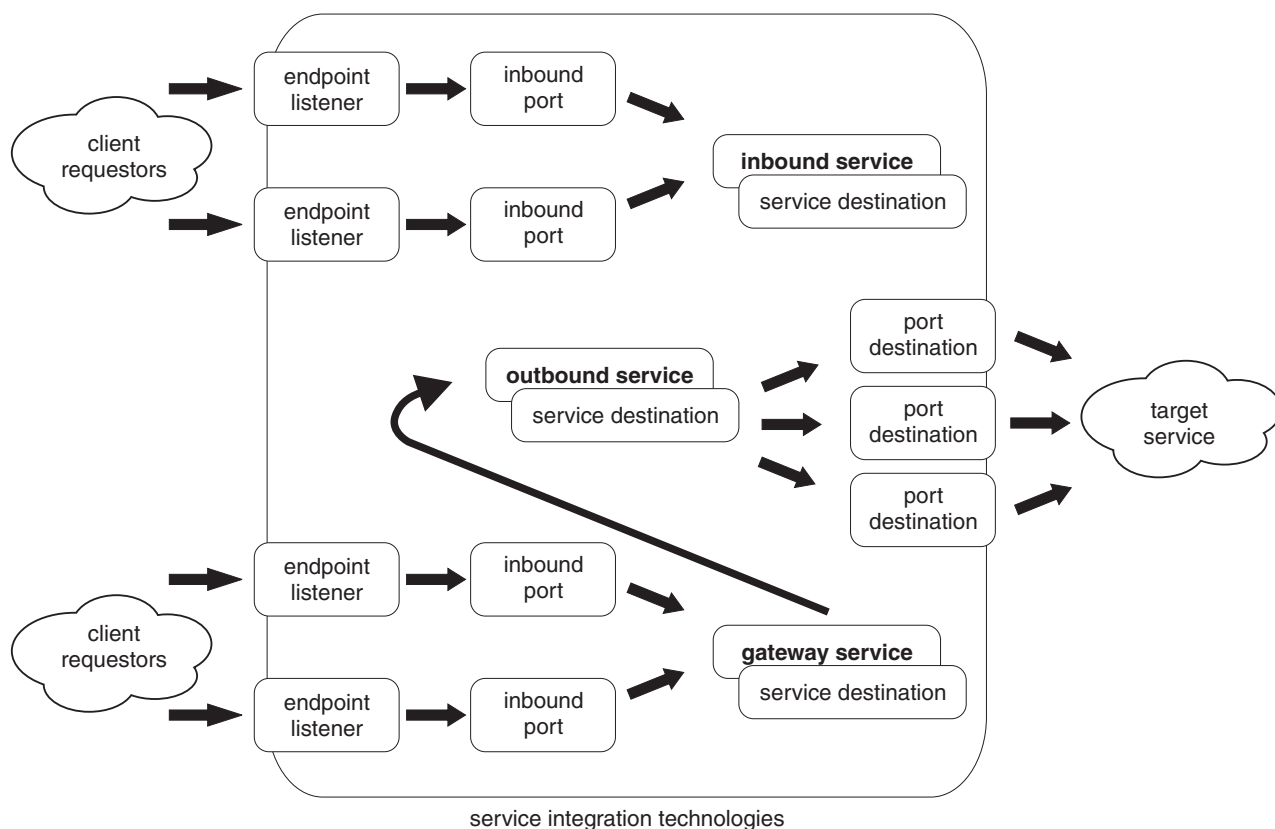 endpoint
listener
inbound
port
client
requestors
inbound service
service destination
endpoint
listener
inbound
port
port
destination
outbound service
service destination
port
destination
target
service
port
destination
endpoint
listener
inbound
port
client
requestors
gateway service
service destination
endpoint
listener
inbound
port
service integration technologies